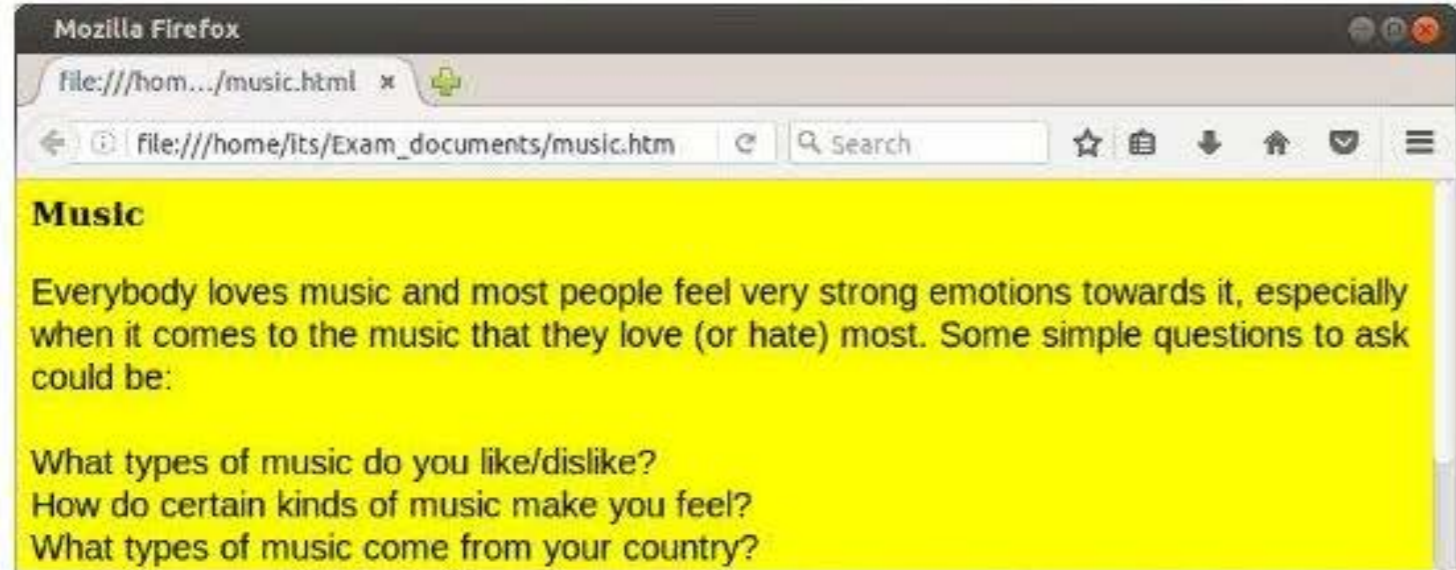 Mozilla Firefox
file:///hom.../music.html
file:///home/its/Exam_documents/music.htm
Search
Music
Everybody loves music and most people feel very strong emotions towards it, especially
when it comes to the music that they love (or hate) most. Some simple questions to ask
could be:
What types of music do you like/dislike?
How do certain kinds of music make you feel?
What types of music come from your country?